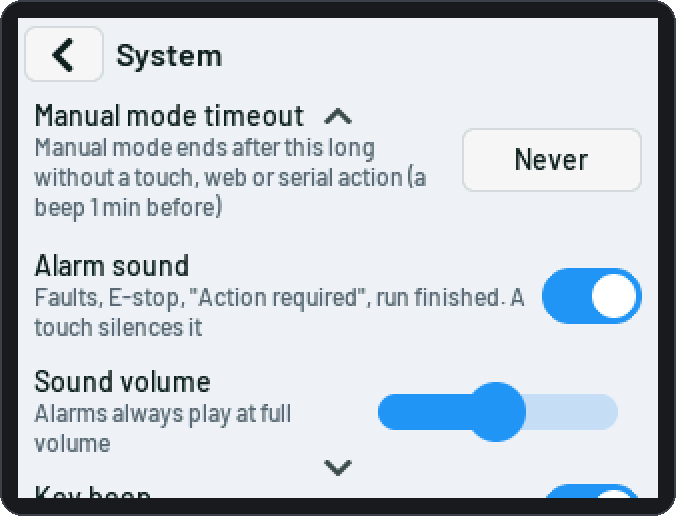 System
Manual mode timeout
Manual mode ends after this long
without a touch, web or serial action (a
beep 1 min before)
Never
Alarm sound
Faults, E-stop, "Action required", run finished. A
touch silences it
Sound volume
Alarms always play at full
volume
Key beep